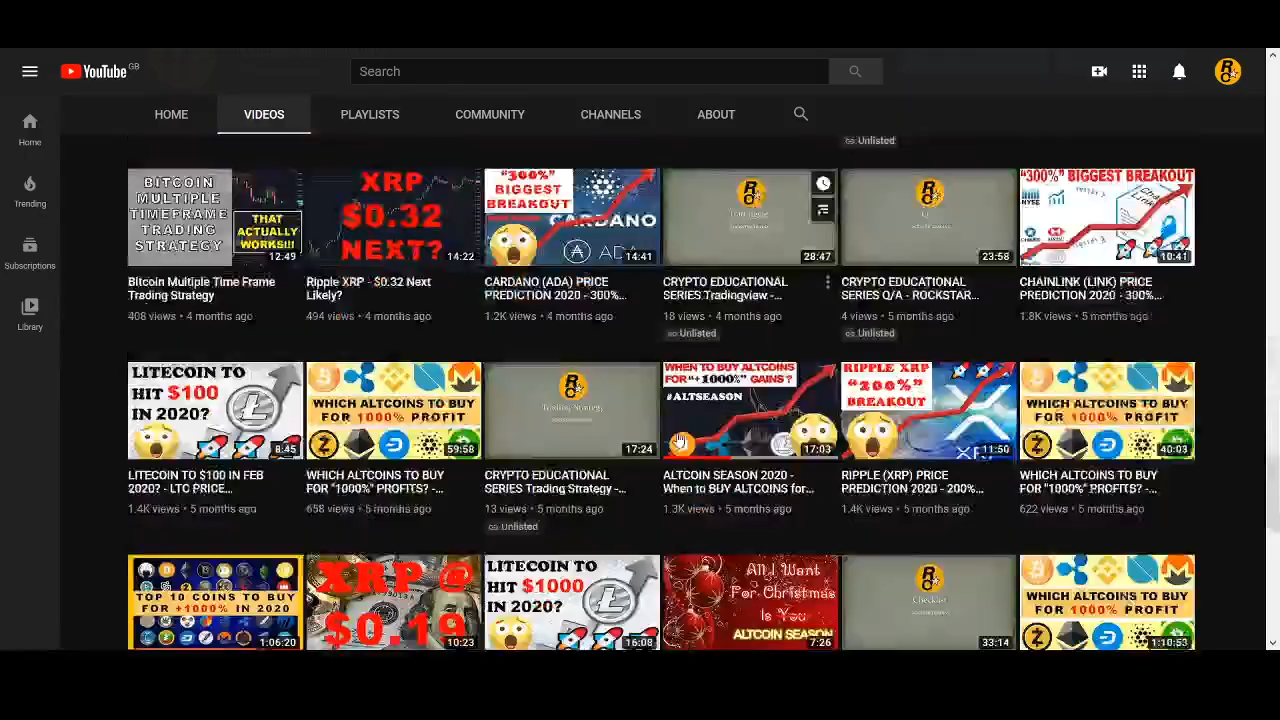 YouTube GB
Search
HOME VIDEOS PLAYLISTS COMMUNITY CHANNELS ABOUT
Home
Trending
Subscriptions
Library
Unlisted
BITCOIN
MULTIPLE
TIMEFRAME
TRADING
STRATEGY
THAT
ACTUALLY
WORKS!!!
12:49
Bitcoin Multiple Time Frame
Trading Strategy
408 views • 4 months ago
XRP
$0.32
NEXT?
14:22
Ripple XRP - $0.32 Next
Likely?
494 views • 4 months ago
"300%"
BIGGEST
BREAKOUT
CARDANO
ADA
14:41
CARDANO (ADA) PRICE
PREDICTION 2020 - 300%...
1.2K views • 4 months ago
28:47
CRYPTO EDUCATIONAL
SERIES Tradingview -...
18 views • 4 months ago
Unlisted
23:58
CRYPTO EDUCATIONAL
SERIES Q/A - ROCKSTAR...
4 views • 5 months ago
Unlisted
"300%" BIGGEST BREAKOUT
NYSE
10:41
CHAINLINK (LINK) PRICE
PREDICTION 2020 - 300%...
1.8K views • 5 months ago
LITECOIN TO
HIT $100
IN 2020?
8:45
LITECOIN TO $100 IN FEB
2020? - LTC PRICE...
1.4K views • 5 months ago
WHICH ALTCOINS TO BUY
FOR 1000% PROFIT
59:58
WHICH ALTCOINS TO BUY
FOR "1000%" PROFITS? -...
658 views • 5 months ago
Trading Strategy
17:24
CRYPTO EDUCATIONAL
SERIES Trading Strategy -...
13 views • 5 months ago
Unlisted
WHEN TO BUY ALTCOINS
FOR "+1000%" GAINS?
#ALTSEASON
17:03
ALTCOIN SEASON 2020 -
When to BUY ALTCOINS for...
1.3K views • 5 months ago
RIPPLE XRP
"200%"
BREAKOUT
11:50
RIPPLE (XRP) PRICE
PREDICTION 2020 - 200%...
1.4K views • 5 months ago
WHICH ALTCOINS TO BUY
FOR 1000% PROFIT
40:03
WHICH ALTCOINS TO BUY
FOR "1000%" PROFITS? -...
622 views • 5 months ago
TOP 10 COINS TO BUY
FOR +1000% IN 2020
1:06:20
XRP @
$0.19
10:23
LITECOIN TO
HIT $1000
IN 2020?
16:08
All I Want
For Christmas
Is You
ALTCOIN SEASON
7:26
Checklist
33:14
WHICH ALTCOINS TO BUY
FOR 1000% PROFIT
1:10:53